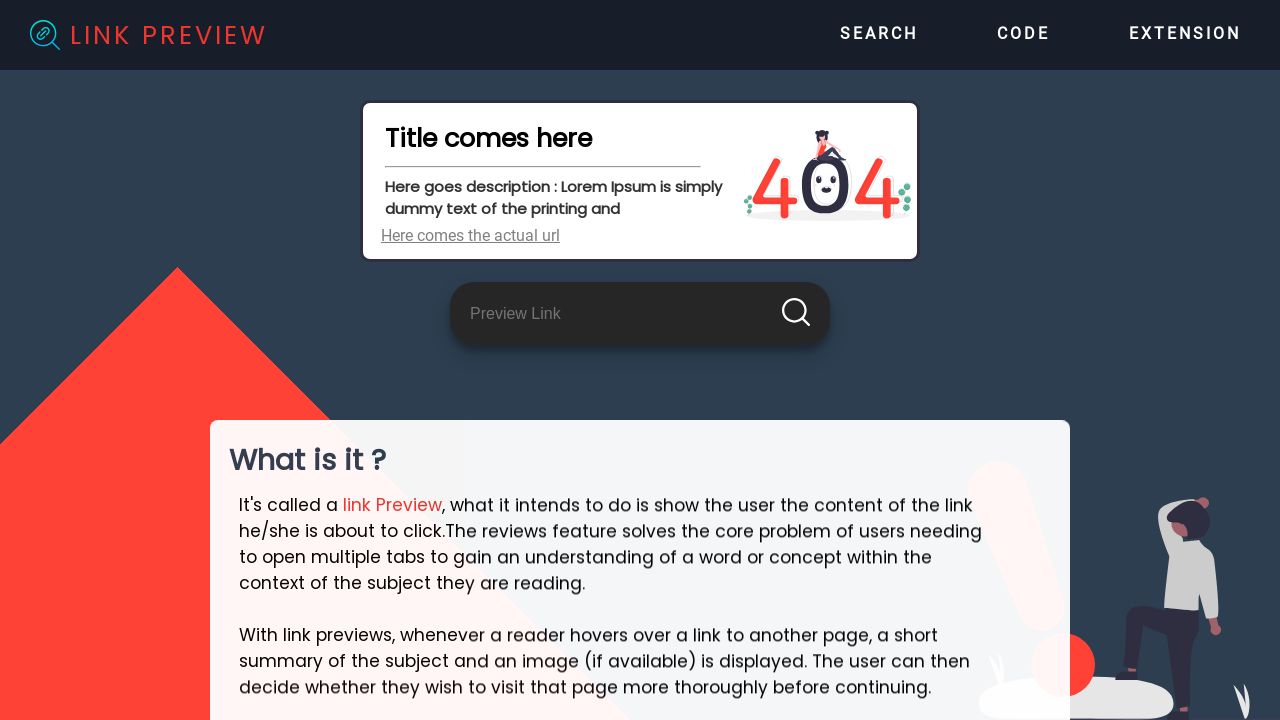 LINK PREVIEW
SEARCH
CODE
EXTENSION
Title comes here
Here goes description : Lorem Ipsum is simply
dummy text of the printing and
Here comes the actual url
404
Preview Link
What is it ?
It's called a link Preview, what it intends to do is show the user the content of the link
he/she is about to click.The reviews feature solves the core problem of users needing
to open multiple tabs to gain an understanding of a word or concept within the
context of the subject they are reading.
With link previews, whenever a reader hovers over a link to another page, a short
summary of the subject and an image (if available) is displayed. The user can then
decide whether they wish to visit that page more thoroughly before continuing.